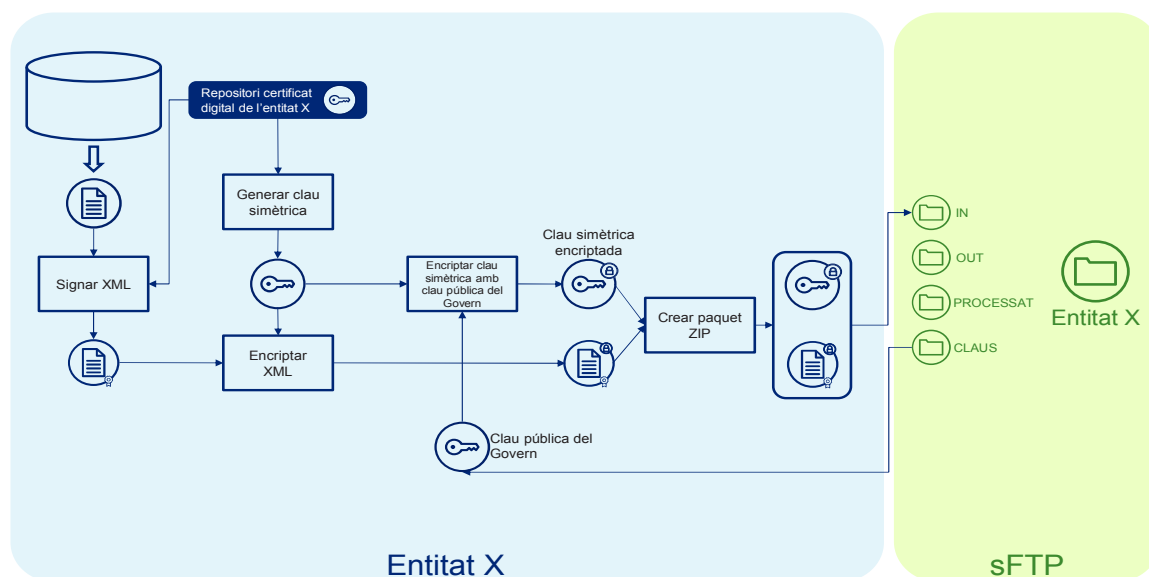 Repositori certificat
digital de l'entitat X
Generar clau
simètrica
Signar XML
Encriptar clau
simètrica amb
clau pública del
Govern
Clau simètrica
encriptada
Crear paquet
ZIP
Encriptar
XML
Clau pública del
Govern
IN
OUT
PROCESSAT
CLAUS
Entitat X
Entitat X
sFTP